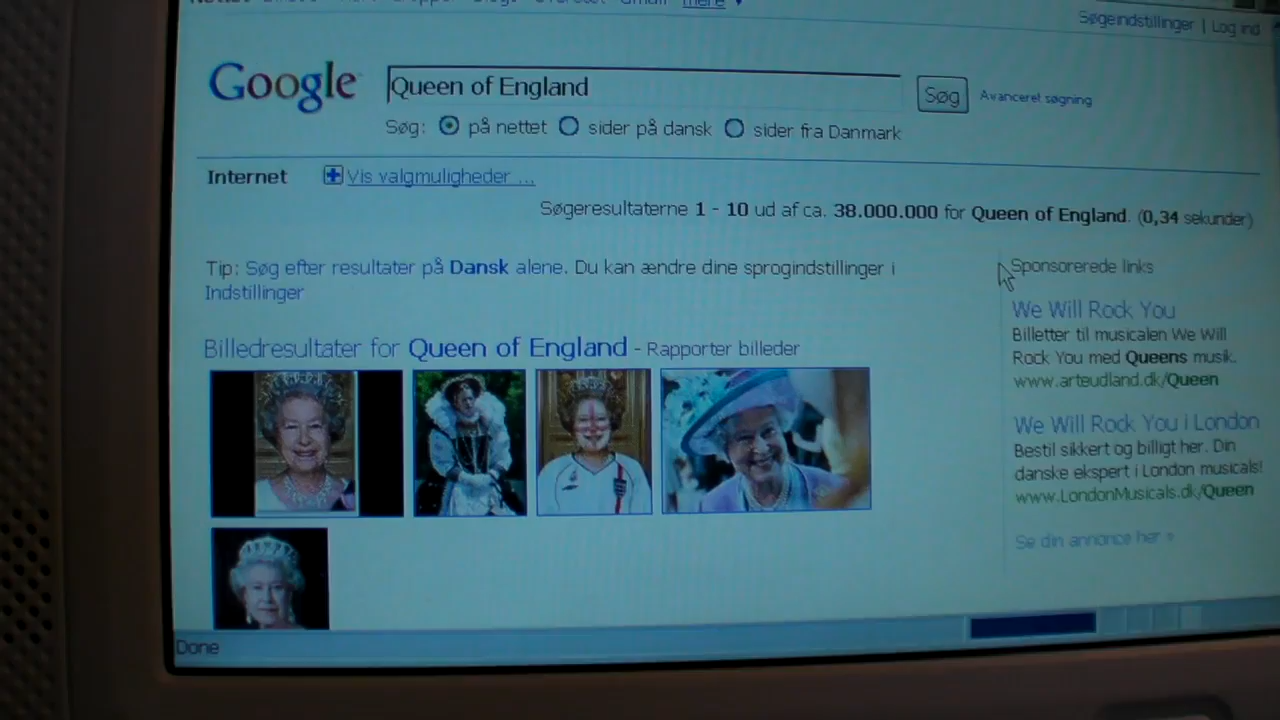 mere
Søgeindstillinger | Log ind
Google
Queen of England
Søg
Avanceret søgning
Søg: på nettet sider på dansk sider fra Danmark
Internet
Vis valgmuligheder ...
Søgeresultaterne 1 - 10 ud af ca. 38.000.000 for Queen of England. (0,34 sekunder)
Tip: Søg efter resultater på Dansk alene. Du kan ændre dine sprogindstillinger i
Indstillinger
Billedresultater for Queen of England - Rapporter billeder
Sponsorerede links
We Will Rock You
Billetter til musicalen We Will
Rock You med Queens musik.
www.arteudland.dk/Queen
We Will Rock You i London
Bestil sikkert og billigt her. Din
danske ekspert i London musicals!
www.LondonMusicals.dk/Queen
Se din annonce her »
Done